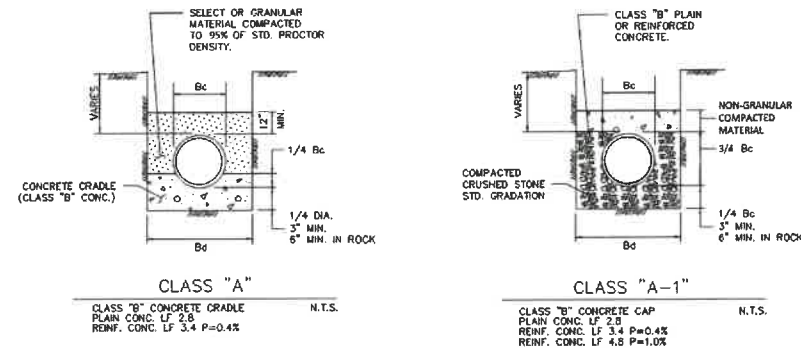 SELECT OR GRANULAR
MATERIAL COMPACTED
TO 95% OF STD. PROCTOR
DENSITY.
Bc
VARIES
12"
MIN.
1/4 Bc
CONCRETE CRADLE
(CLASS "B" CONC.)
1/4 DIA.
3" MIN.
6" MIN. IN ROCK
Bd
CLASS "A"
CLASS "B" CONCRETE CRADLE N.T.S.
PLAIN CONC. LF 2.8
REINF. CONC. LF 3.4 P=0.4%
CLASS "B" PLAIN
OR REINFORCED
CONCRETE.
Bc
VARIES
NON-GRANULAR
COMPACTED
MATERIAL
3/4 Bc
COMPACTED
CRUSHED STONE
STD. GRADATION
1/4 Bc
3" MIN.
6" MIN. IN ROCK
Bd
CLASS "A-1"
CLASS "B" CONCRETE CAP N.T.S.
PLAIN CONC. LF 2.8
REINF. CONC. LF 3.4 P=0.4%
REINF. CONC. LF 4.8 P=1.0%